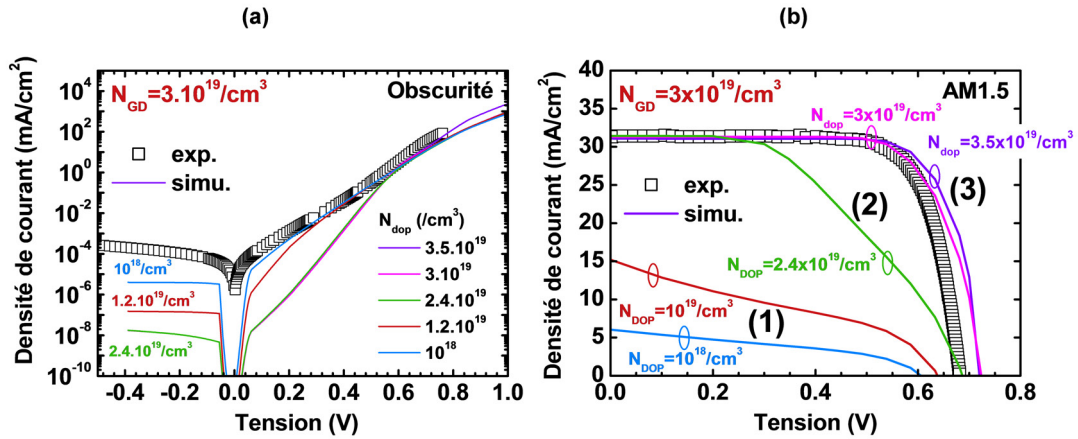 (a)
N_GD=3.10^19/cm^3
Obscurité
exp.
simu.
N_dop (/cm^3)
3.5.10^19
3.10^19
2.4.10^19
1.2.10^19
10^18
10^18/cm^3
1.2.10^19/cm^3
2.4.10^19/cm^3
Densité de courant (mA/cm^2)
10^4
10^2
10^0
10^-2
10^-4
10^-6
10^-8
10^-10
-0.4 -0.2 0.0 0.2 0.4 0.6 0.8 1.0
Tension (V)
(b)
N_GD=3x10^19/cm^3
AM1.5
N_dop=3x10^19/cm^3
N_dop=3.5x10^19/cm^3
exp.
simu.
(3)
(2)
N_DOP=2.4x10^19/cm^3
(1)
N_DOP=10^19/cm^3
N_DOP=10^18/cm^3
Densité de courant (mA/cm^2)
40
35
30
25
20
15
10
5
0
0.0 0.2 0.4 0.6 0.8
Tension (V)